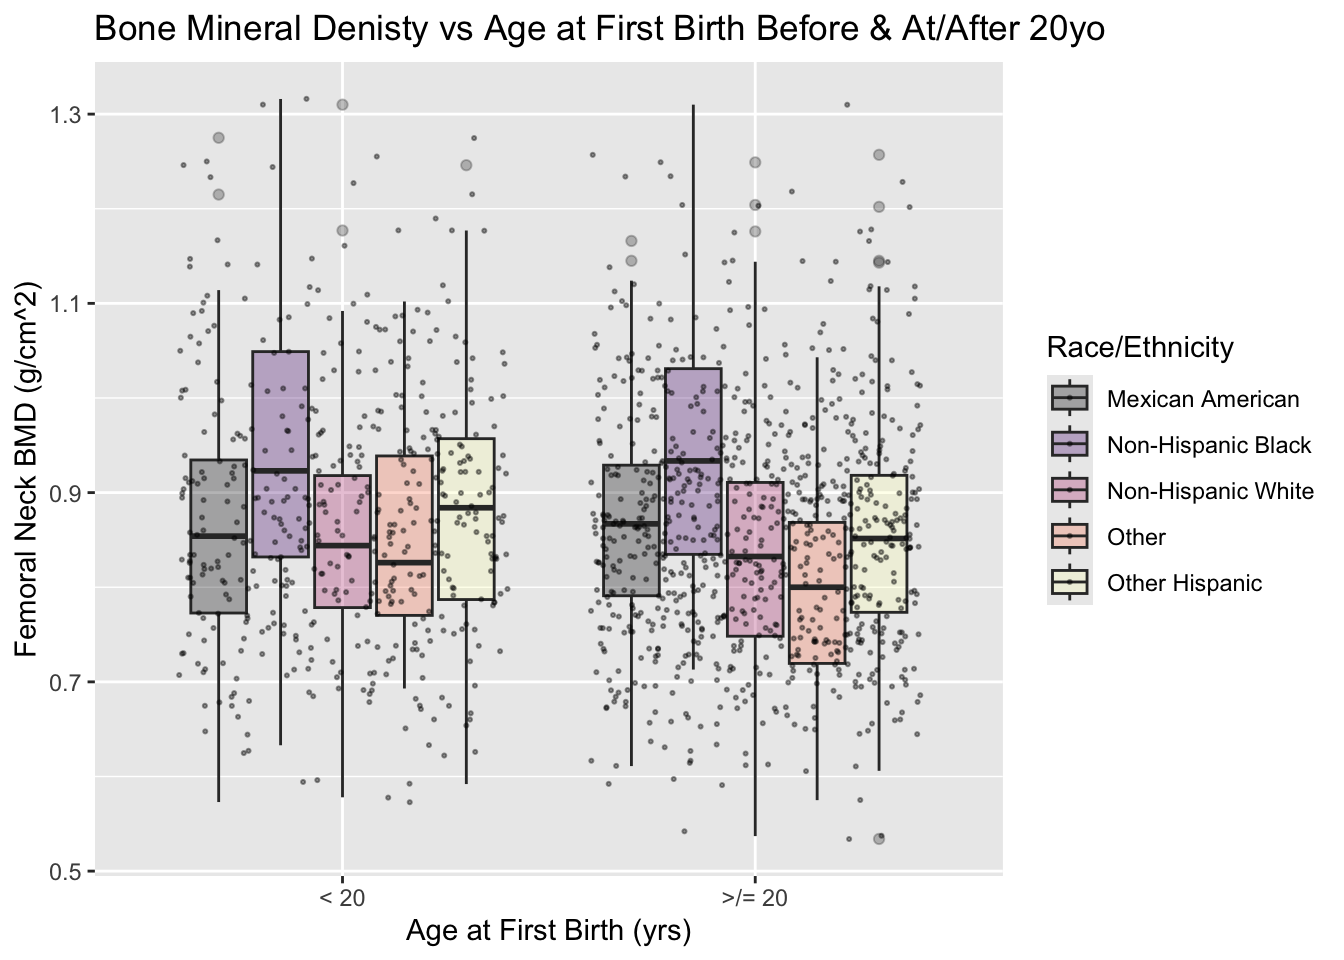 Bone Mineral Denisty vs Age at First Birth Before & At/After 20yo
Femoral Neck BMD (g/cm^2)
1.3
1.1
0.9
0.7
0.5
< 20
>/= 20
Age at First Birth (yrs)
Race/Ethnicity
Mexican American
Non-Hispanic Black
Non-Hispanic White
Other
Other Hispanic